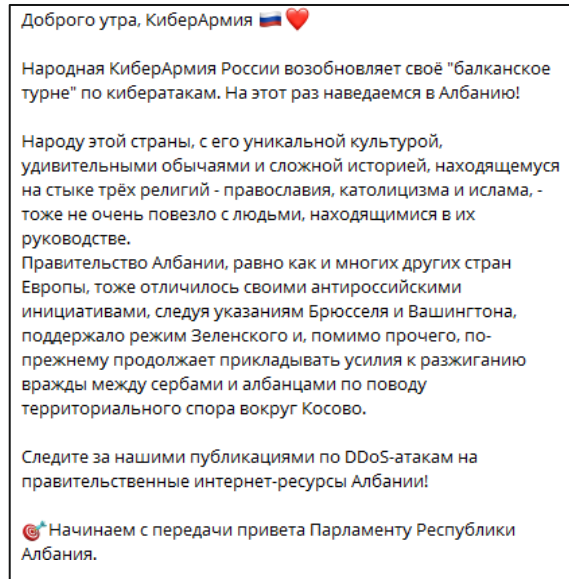 Доброго утра, КиберАрмия 🇷🇺❤️
Народная КиберАрмия России возобновляет своё "балканское
турне" по кибератакам. На этот раз наведаемся в Албанию!
Народу этой страны, с его уникальной культурой,
удивительными обычаями и сложной историей, находящемуся
на стыке трёх религий - православия, католицизма и ислама, -
тоже не очень повезло с людьми, находящимися в их
руководстве.
Правительство Албании, равно как и многих других стран
Европы, тоже отличилось своими антироссийскими
инициативами, следуя указаниям Брюсселя и Вашингтона,
поддержало режим Зеленского и, помимо прочего, по-
прежнему продолжает прикладывать усилия к разжиганию
вражды между сербами и албанцами по поводу
территориального спора вокруг Косово.
Следите за нашими публикациями по DDoS-атакам на
правительственные интернет-ресурсы Албании!
🎯Начинаем с передачи привета Парламенту Республики
Албания.